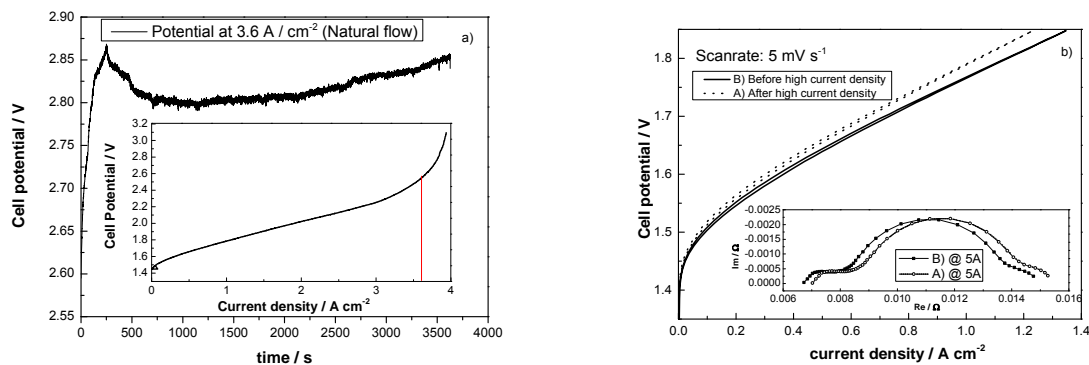 Potential at 3.6 A / cm⁻² (Natural flow)
a)
Cell potential / V
2.90
2.85
2.80
2.75
2.70
2.65
2.60
2.55
0 500 1000 1500 2000 2500 3000 3500 4000
time / s
Cell Potential / V
3.2
3.0
2.8
2.6
2.4
2.2
2.0
1.8
1.6
1.4
1.2
0 1 2 3 4
Current density / A cm⁻²
b)
Scanrate: 5 mV s⁻¹
B) Before high current density
A) After high current density
Cell potential / V
1.8
1.7
1.6
1.5
1.4
0.0 0.2 0.4 0.6 0.8 1.0 1.2 1.4
current density / A cm⁻²
Im / Ω
-0.0025
-0.0020
-0.0015
-0.0010
-0.0005
0.0000
B) @ 5A
A) @ 5A
0.006 0.008 0.010 0.012 0.014 0.016
Re / Ω